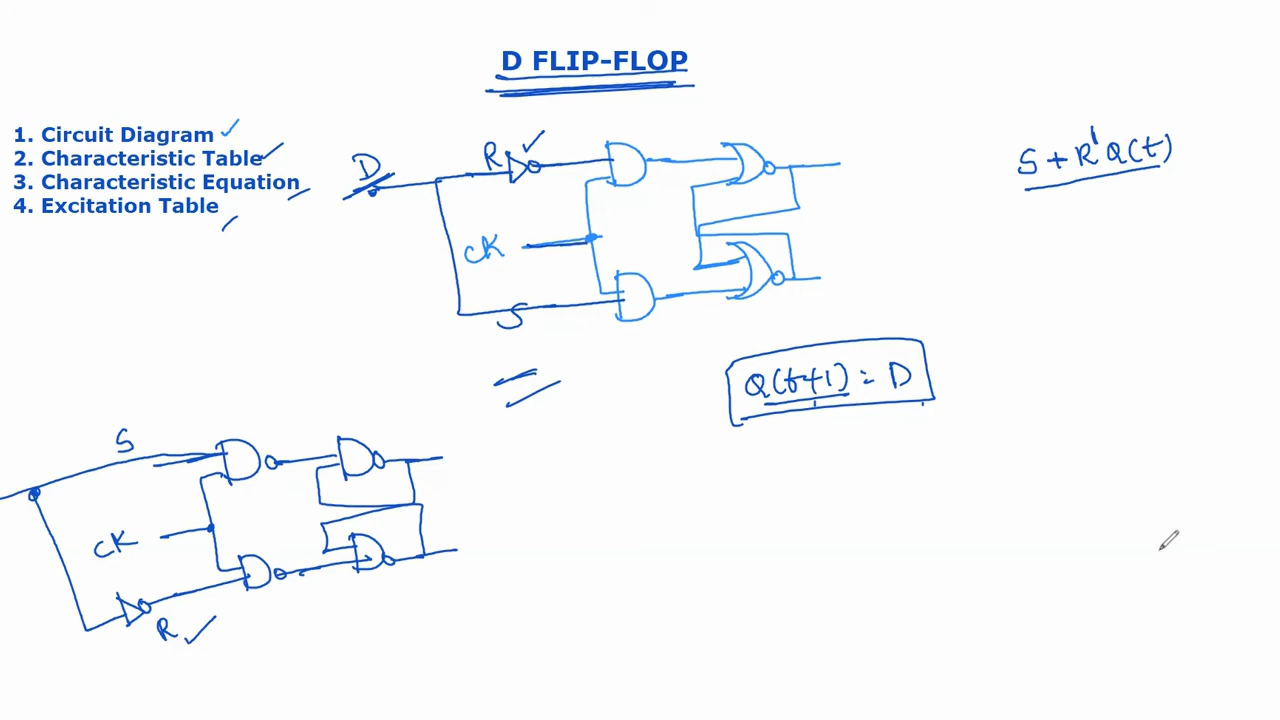 D FLIP-FLOP
1. Circuit Diagram
2. Characteristic Table
3. Characteristic Equation
4. Excitation Table
D
R
CK
S
S + R' Q(t)
Q(t+1) = D
S
CK
R